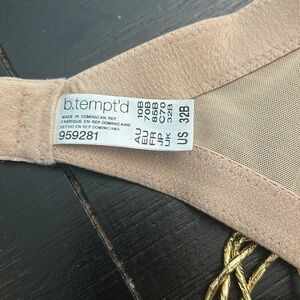 b.tempt'd
MADE IN DOMINICAN REP.
FABRIQUE EN REP. DOMINICAINE
HECHO EN REP. DOMINICANA
959281
AU 10B
EU 70B
FR 85B
JP C70
UK 32B
US 32B